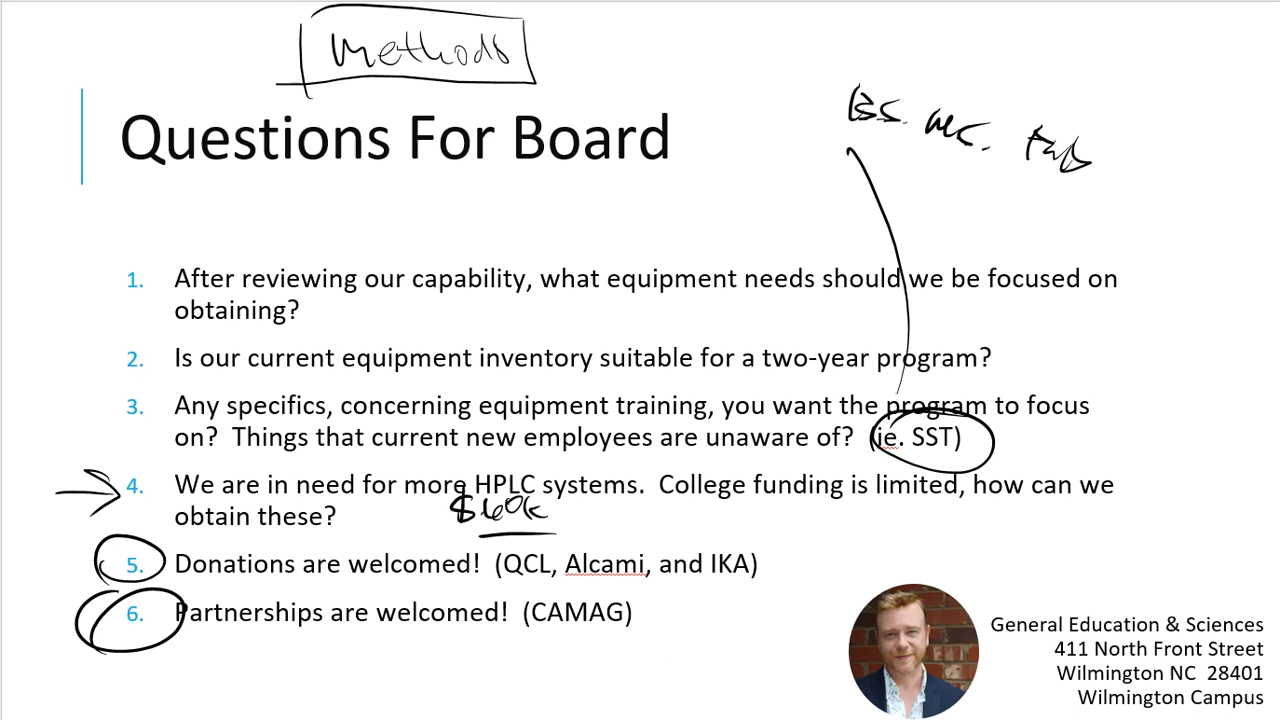 Methods
Questions For Board
BS. MS. PhD
1. After reviewing our capability, what equipment needs should we be focused on
obtaining?
2. Is our current equipment inventory suitable for a two-year program?
3. Any specifics, concerning equipment training, you want the program to focus
on? Things that current new employees are unaware of? (ie. SST)
4. We are in need for more HPLC systems. College funding is limited, how can we
obtain these?
$60k
5. Donations are welcomed! (QCL, Alcami, and IKA)
6. Partnerships are welcomed! (CAMAG)
General Education & Sciences
411 North Front Street
Wilmington NC 28401
Wilmington Campus